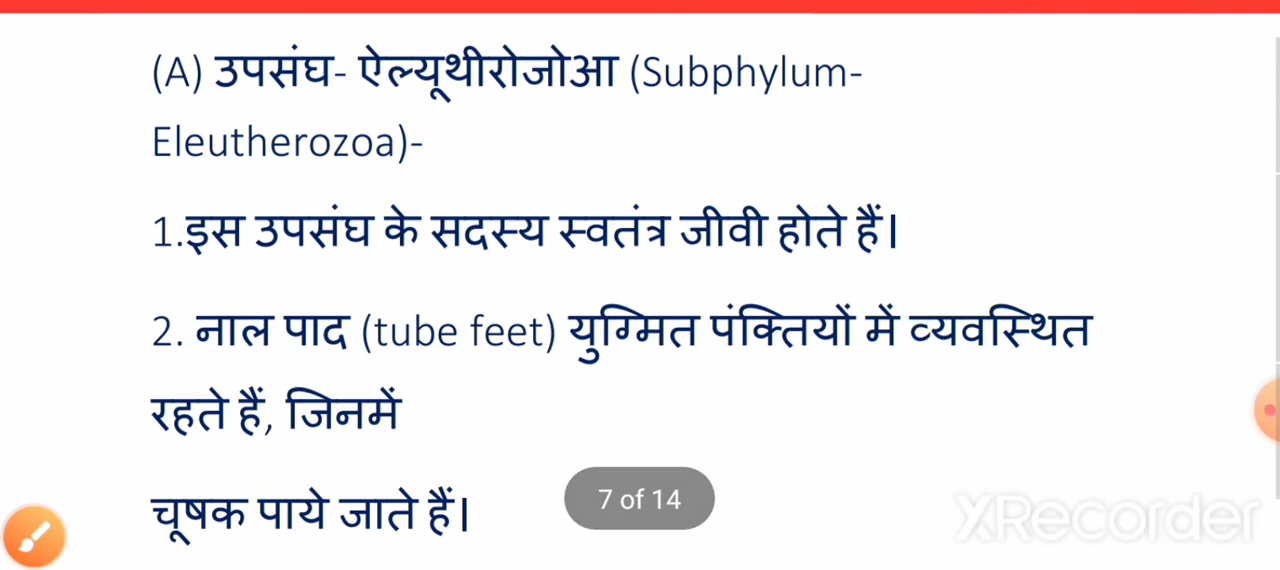 (A) उपसंघ- ऐल्यूथीरोजोआ (Subphylum-
Eleutherozoa)-
1.इस उपसंघ के सदस्य स्वतंत्र जीवी होते हैं।
2. नाल पाद (tube feet) युग्मित पंक्तियों में व्यवस्थित
रहते हैं, जिनमें
चूषक पाये जाते हैं।
7 of 14
XRecorder